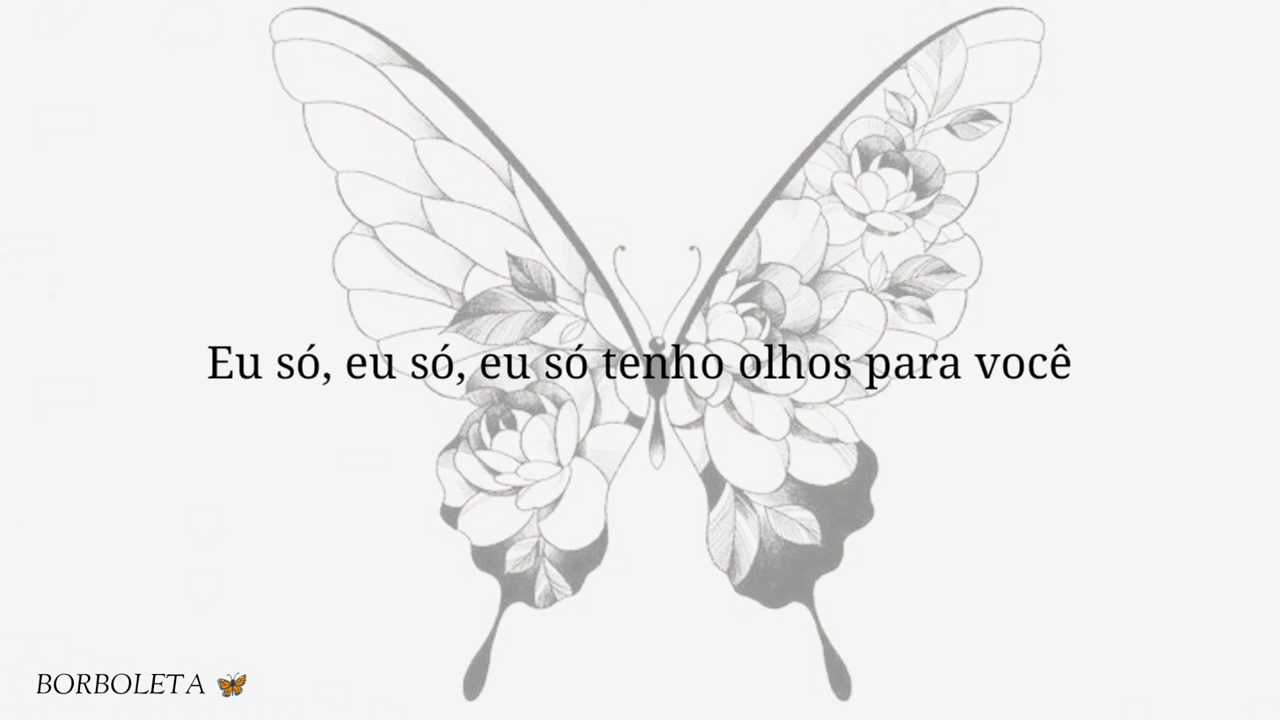 Eu só, eu só, eu só tenho olhos para você
BORBOLETA 🦋